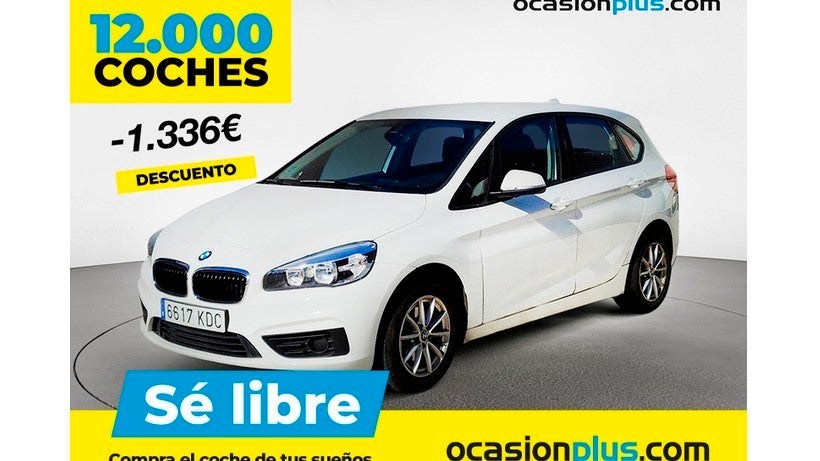 ocasionplus.com
12.000
COCHES
-1.336€
DESCUENTO
6617 KDC
Sé libre
Compra el coche de tus sueños
ocasionplus.com